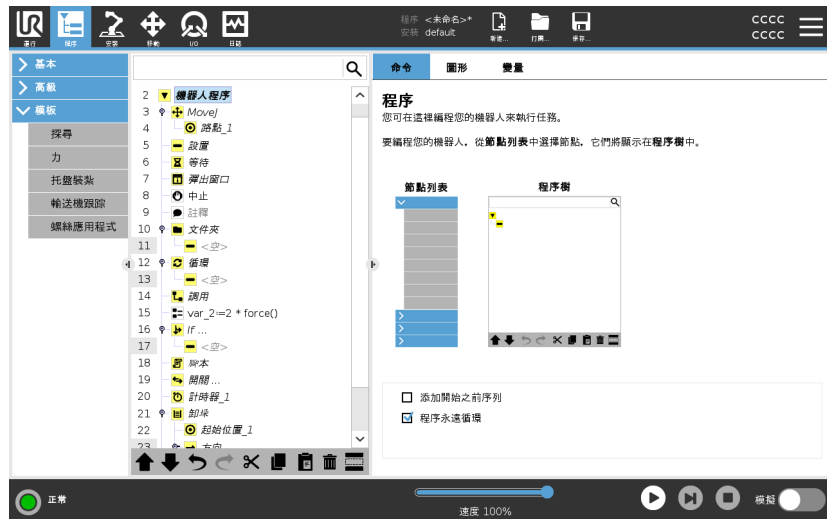 UR
運行
程序
安裝
移動
I/O
日誌
程序 <未命名>*
安裝 default
新建...
打開...
保存...
cccc
cccc
基本
高級
模板
探尋
力
托盤裝紮
輸送機跟踪
螺絲應用程式
2 機器人程序
3 MoveJ
4 路點_1
5 設置
6 等待
7 彈出窗口
8 中止
9 註釋
10 文件夾
11 <空>
12 循環
13 <空>
14 調用
15 var_2≔2 * force()
16 If ...
17 <空>
18 腳本
19 開關 ...
20 計時器_1
21 卸垛
22 起始位置_1
23 方向
命令
圖形
變量
程序
您可在這裡編程您的機器人來執行任務。
要編程您的機器人，從節點列表中選擇節點，它們將顯示在程序樹中。
節點列表
程序樹
添加開始之前序列
程序永遠循環
正常
速度 100%
模擬